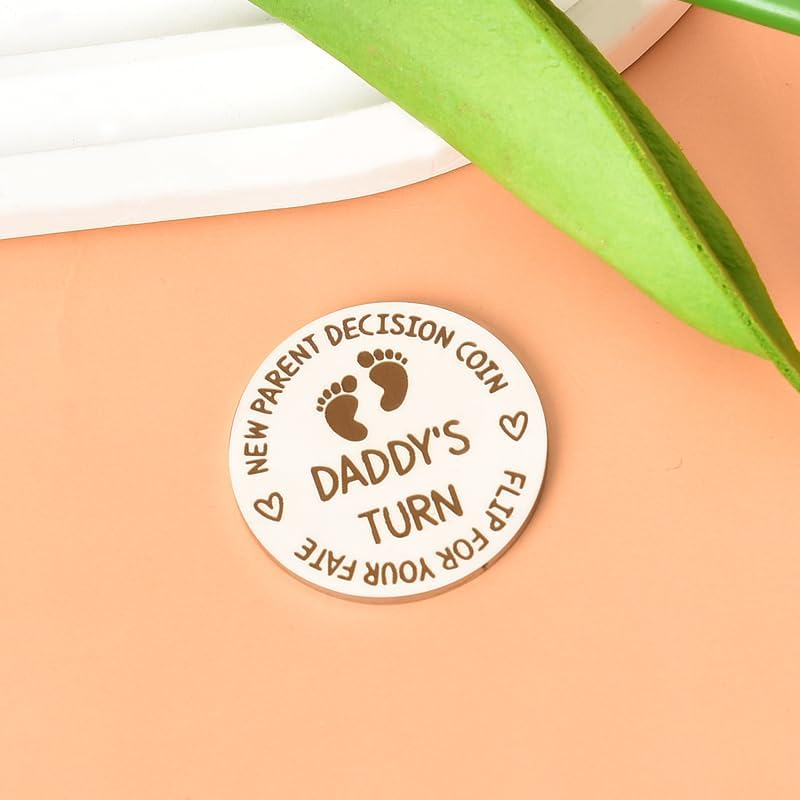 NEW PARENT DECISION COIN
DADDY'S
TURN
FLIP FOR YOUR FATE